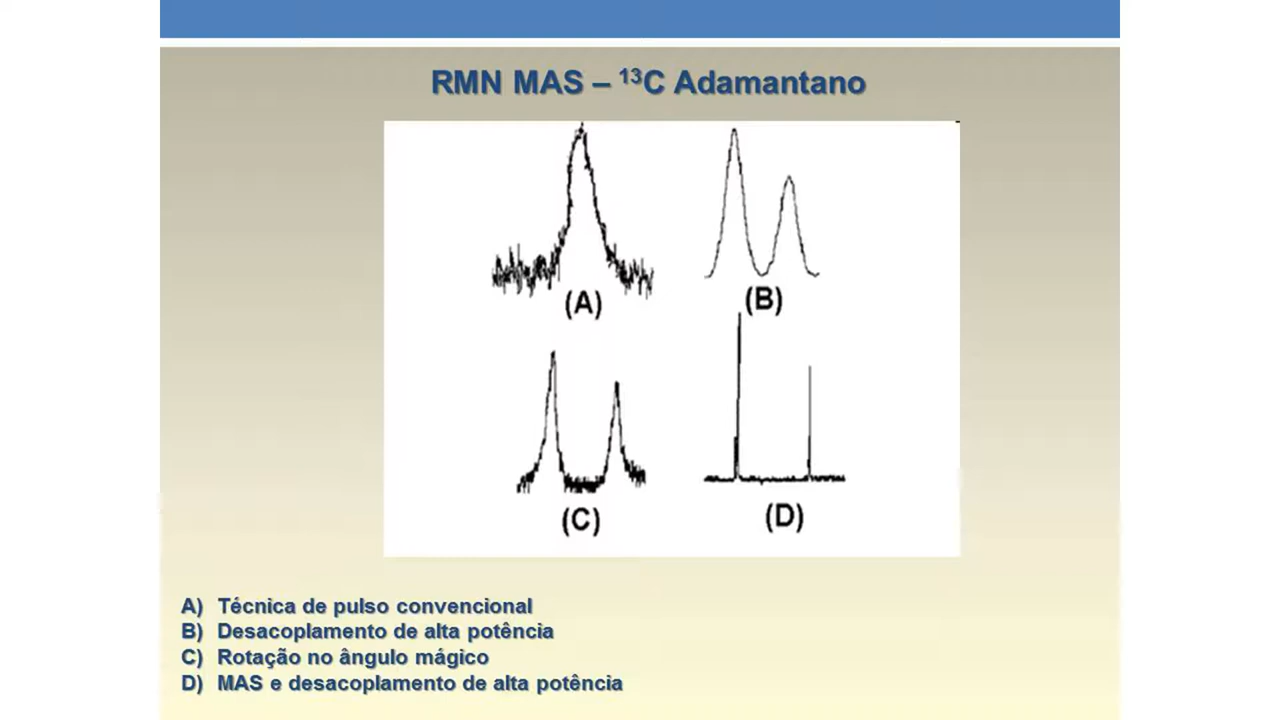 RMN MAS – ¹³C Adamantano
(A)
(B)
(C)
(D)
A) Técnica de pulso convencional
B) Desacoplamento de alta potência
C) Rotação no ângulo mágico
D) MAS e desacoplamento de alta potência